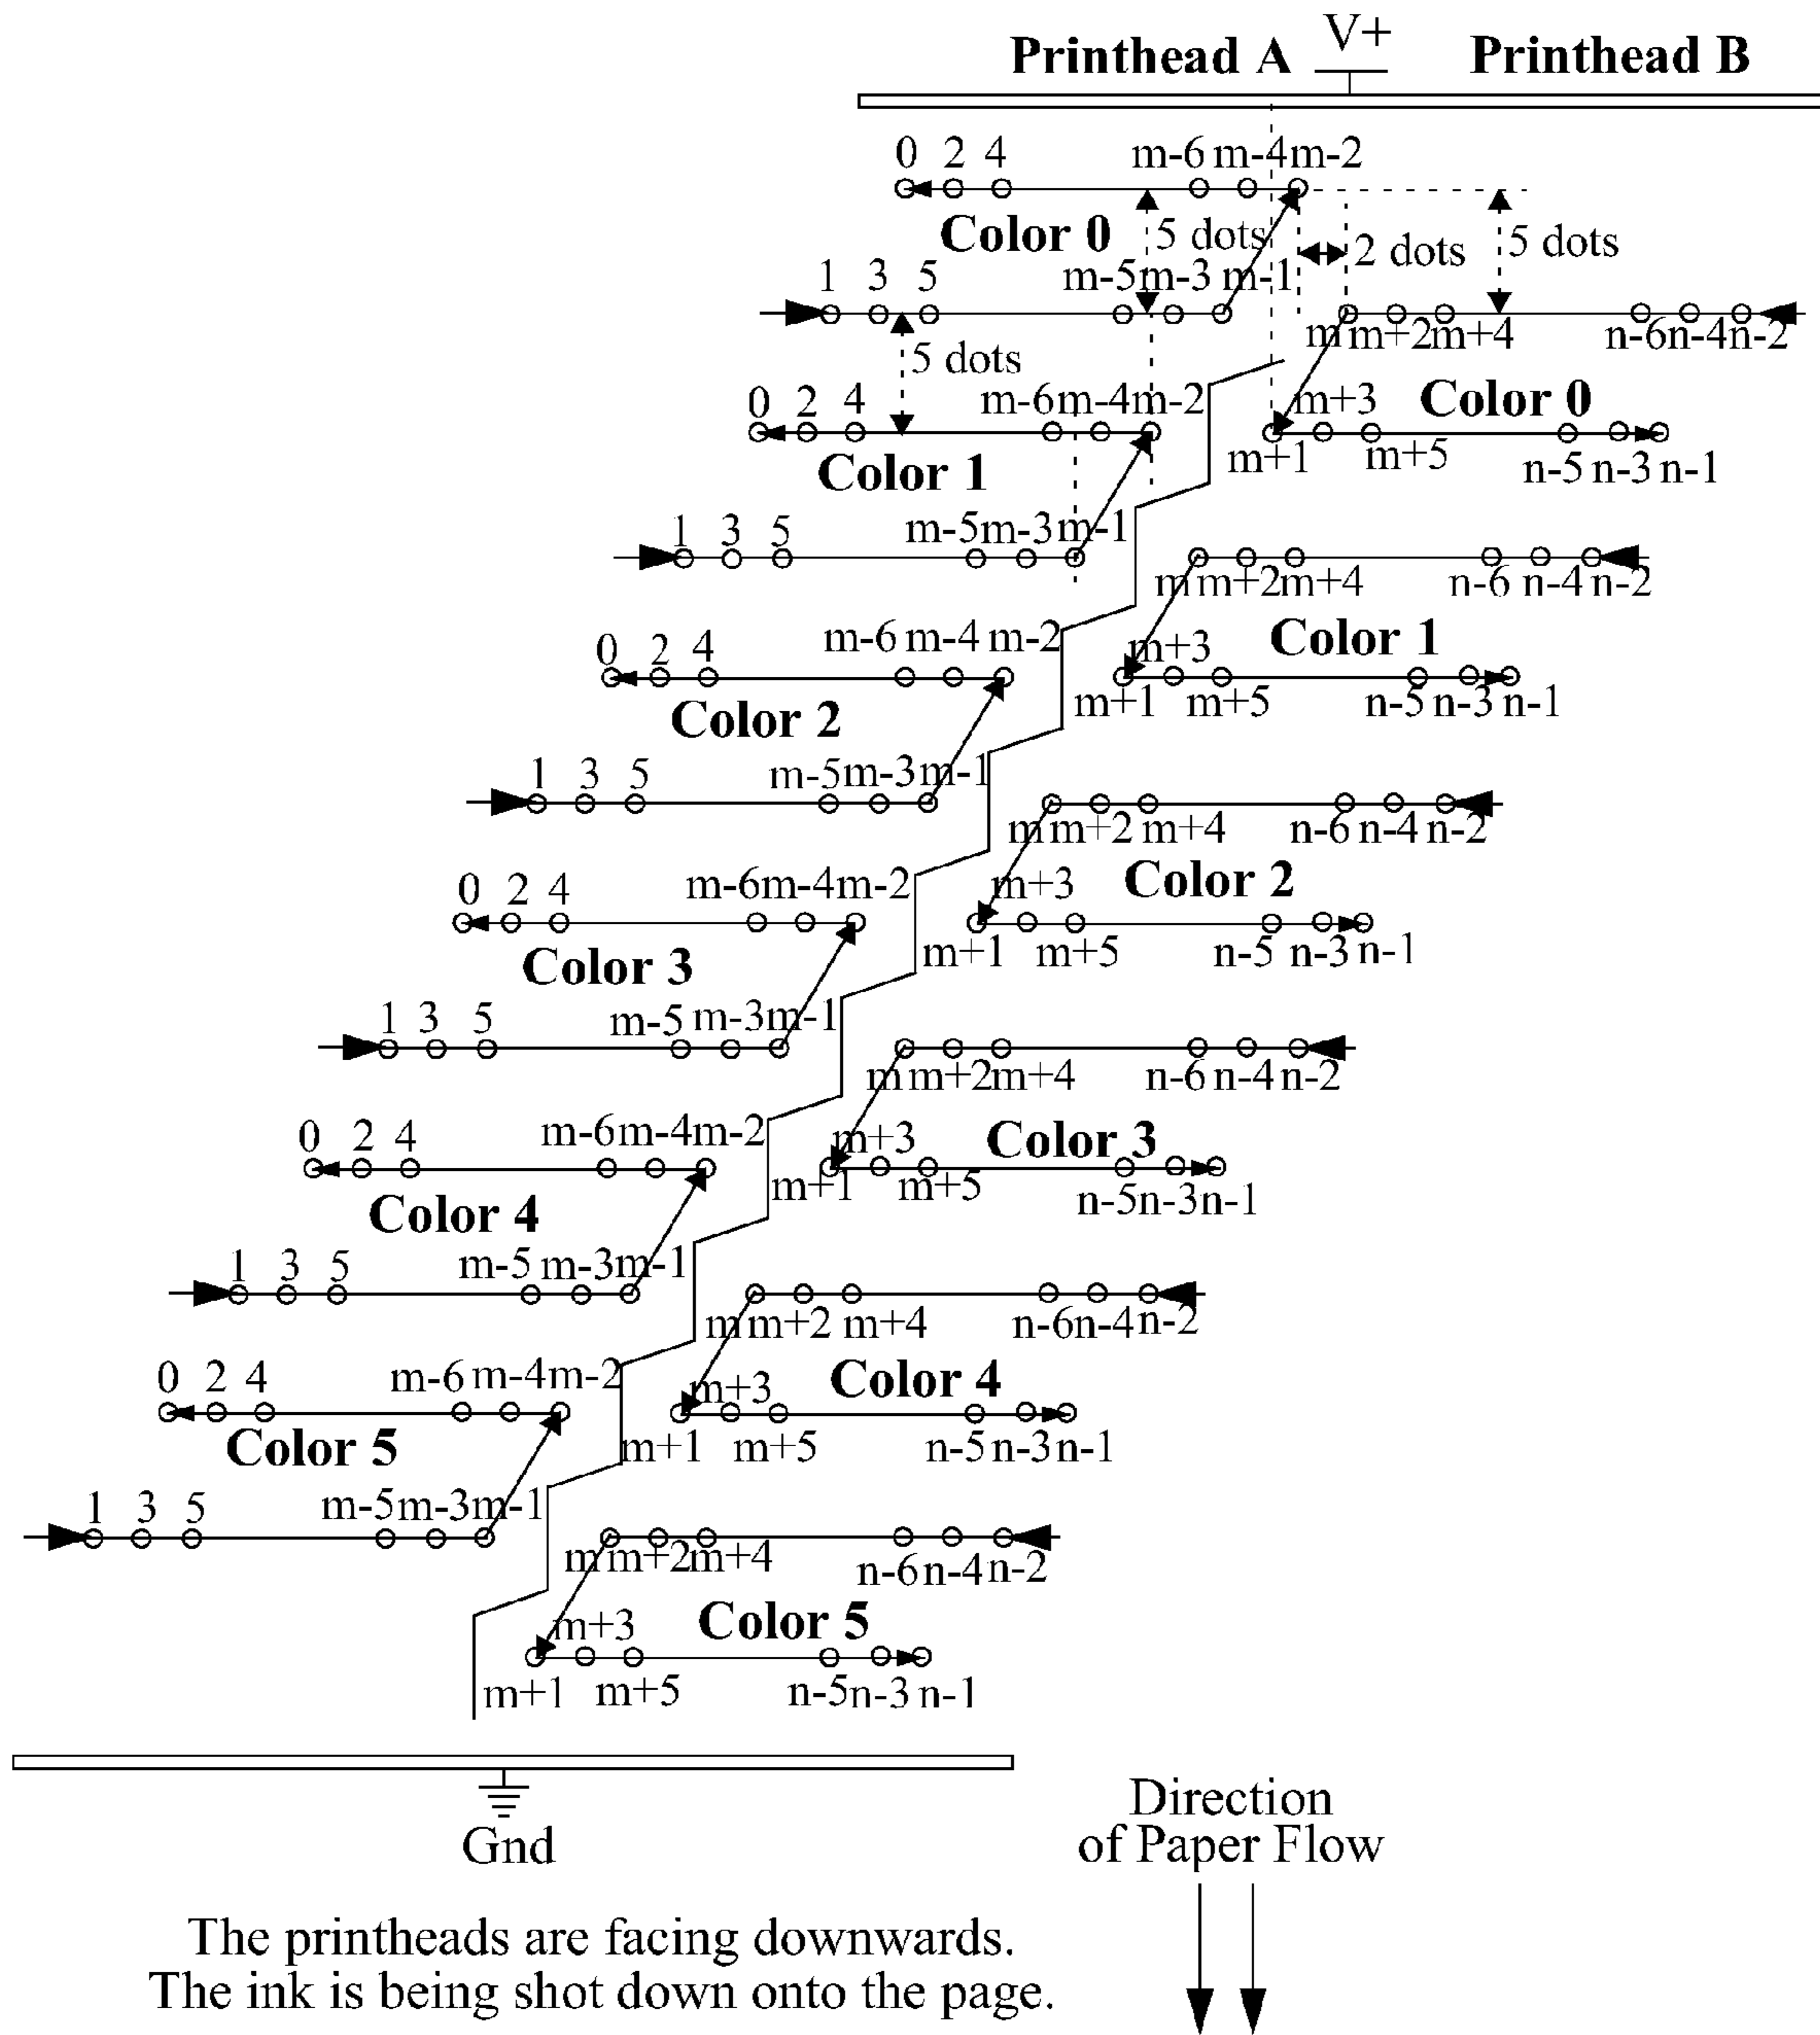 Printhead A V+ Printhead B
0 2 4 m-6 m-4 m-2
Color 0 5 dots 2 dots 5 dots
1 3 5 m-5 m-3 m-1
m m+2 m+4 n-6 n-4 n-2
5 dots
0 2 4 m-6 m-4 m-2 m+3 Color 0
Color 1 m+1 m+5 n-5 n-3 n-1
1 3 5 m-5 m-3 m-1
m m+2 m+4 n-6 n-4 n-2
0 2 4 m-6 m-4 m-2 m+3 Color 1
Color 2 m+1 m+5 n-5 n-3 n-1
1 3 5 m-5 m-3 m-1
m m+2 m+4 n-6 n-4 n-2
0 2 4 m-6 m-4 m-2 m+3 Color 2
Color 3 m+1 m+5 n-5 n-3 n-1
1 3 5 m-5 m-3 m-1
m m+2 m+4 n-6 n-4 n-2
0 2 4 m-6 m-4 m-2 m+3 Color 3
Color 4 m+1 m+5 n-5 n-3 n-1
1 3 5 m-5 m-3 m-1
m m+2 m+4 n-6 n-4 n-2
0 2 4 m-6 m-4 m-2 m+3 Color 4
Color 5 m+1 m+5 n-5 n-3 n-1
1 3 5 m-5 m-3 m-1
m m+2 m+4 n-6 n-4 n-2
m+3 Color 5
m+1 m+5 n-5 n-3 n-1
Gnd
Direction
of Paper Flow
The printheads are facing downwards.
The ink is being shot down onto the page.